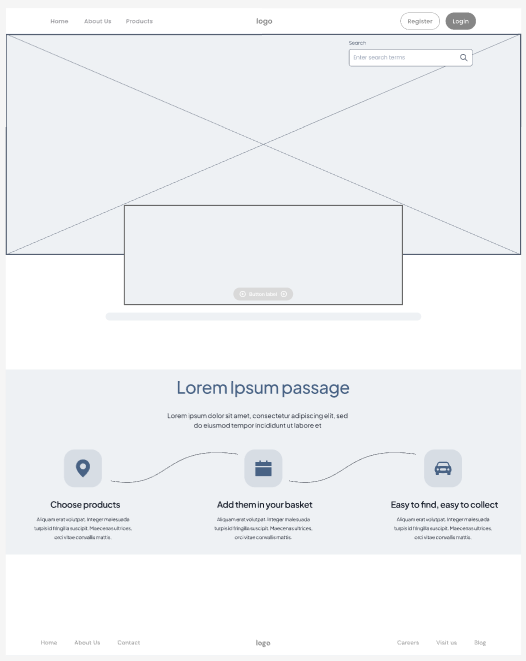 Home About Us Products logo Register Login
Search
Enter search terms
Button label
Lorem Ipsum passage
Lorem ipsum dolor sit amet, consectetur adipiscing elit, sed
do eiusmod tempor incididunt ut labore et
Choose products
Aliquam erat volutpat. Integer malesuada
turpis id fringilla suscipit. Maecenas ultrices,
orci vitae convallis mattis.
Add them in your basket
Aliquam erat volutpat. Integer malesuada
turpis id fringilla suscipit. Maecenas ultrices,
orci vitae convallis mattis.
Easy to find, easy to collect
Aliquam erat volutpat. Integer malesuada
turpis id fringilla suscipit. Maecenas ultrices,
orci vitae convallis mattis.
Home About Us Contact logo Careers Visit us Blog